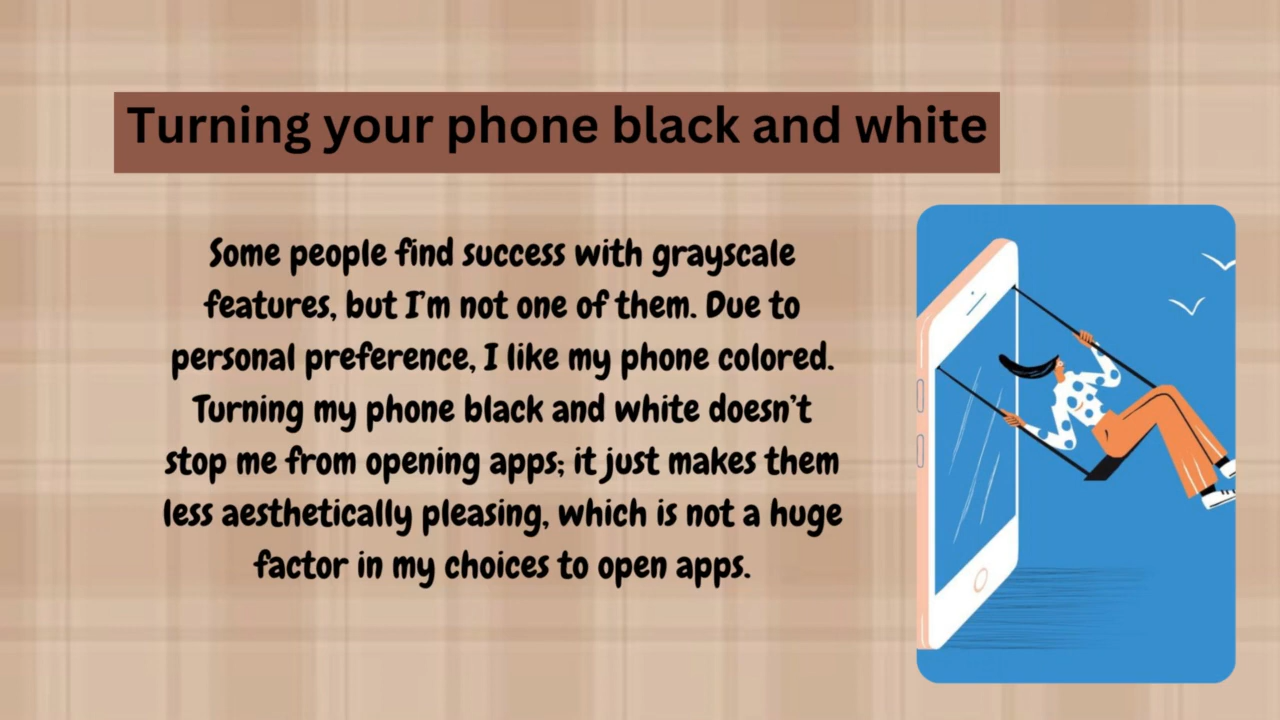 Turning your phone black and white
Some people find success with grayscale
features, but I'm not one of them. Due to
personal preference, I like my phone colored.
Turning my phone black and white doesn't
stop me from opening apps; it just makes them
less aesthetically pleasing, which is not a huge
factor in my choices to open apps.